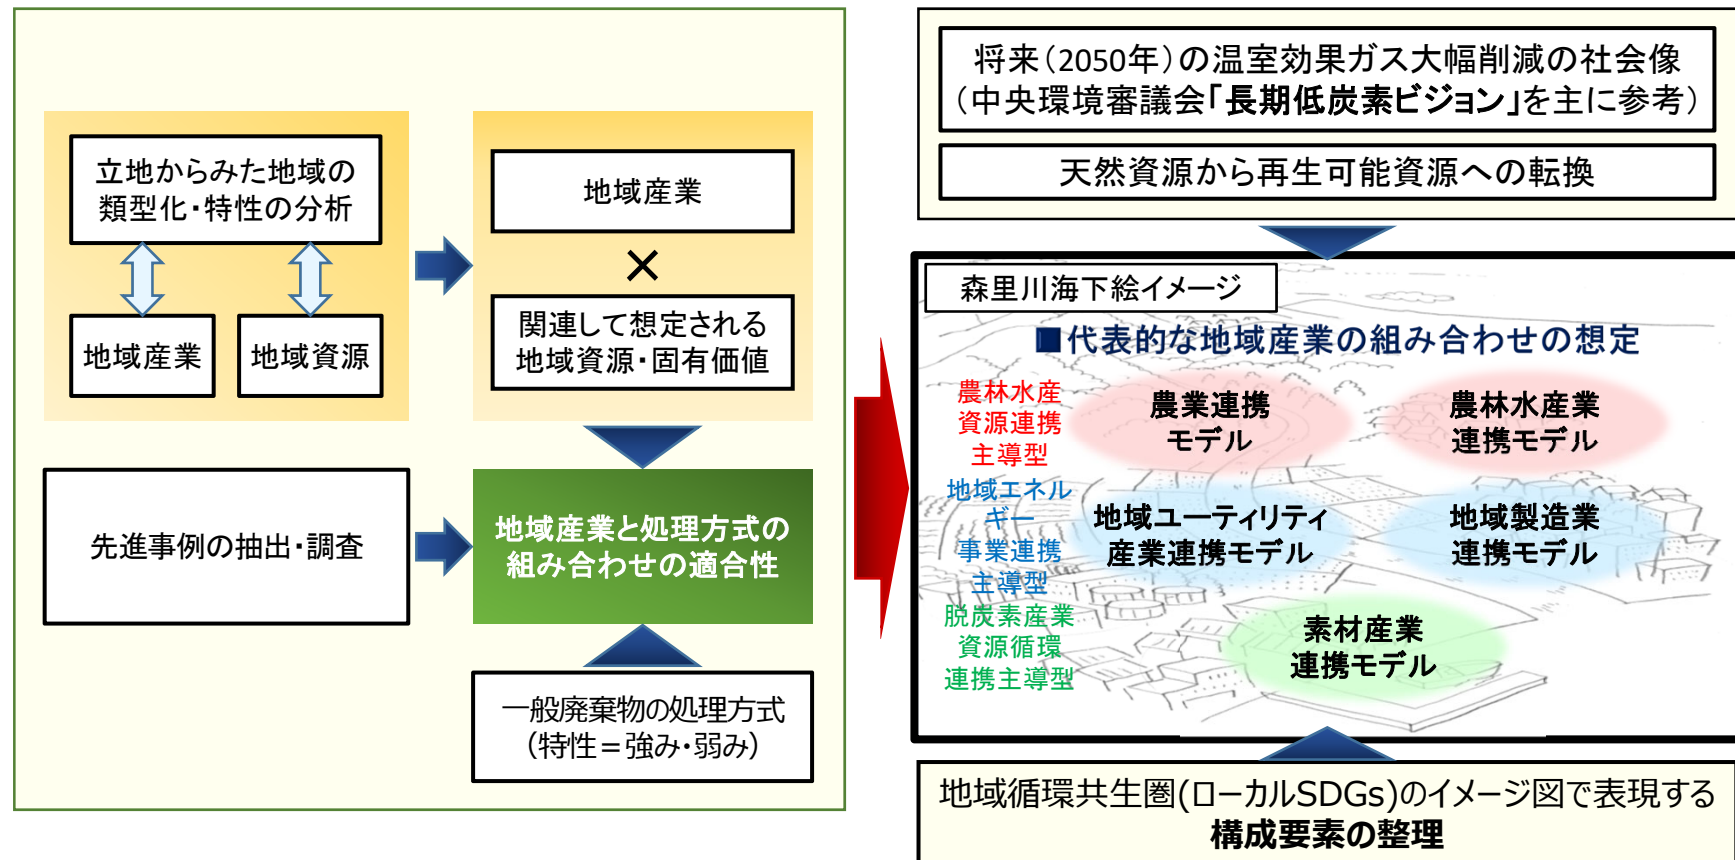 立地からみた地域の
類型化・特性の分析
地域産業
地域資源
地域産業
×
関連して想定される
地域資源・固有価値
先進事例の抽出・調査
地域産業と処理方式の
組み合わせの適合性
一般廃棄物の処理方式
（特性＝強み・弱み）
将来（2050年）の温室効果ガス大幅削減の社会像
（中央環境審議会「長期低炭素ビジョン」を主に参考）
天然資源から再生可能資源への転換
森里川海下絵イメージ
■代表的な地域産業の組み合わせの想定
農林水産
資源連携
主導型
農業連携
モデル
農林水産業
連携モデル
地域エネル
ギー
事業連携
主導型
地域ユーティリティ
産業連携モデル
地域製造業
連携モデル
脱炭素産業
資源循環
連携主導型
素材産業
連携モデル
地域循環共生圏(ローカルSDGs)のイメージ図で表現する
構成要素の整理